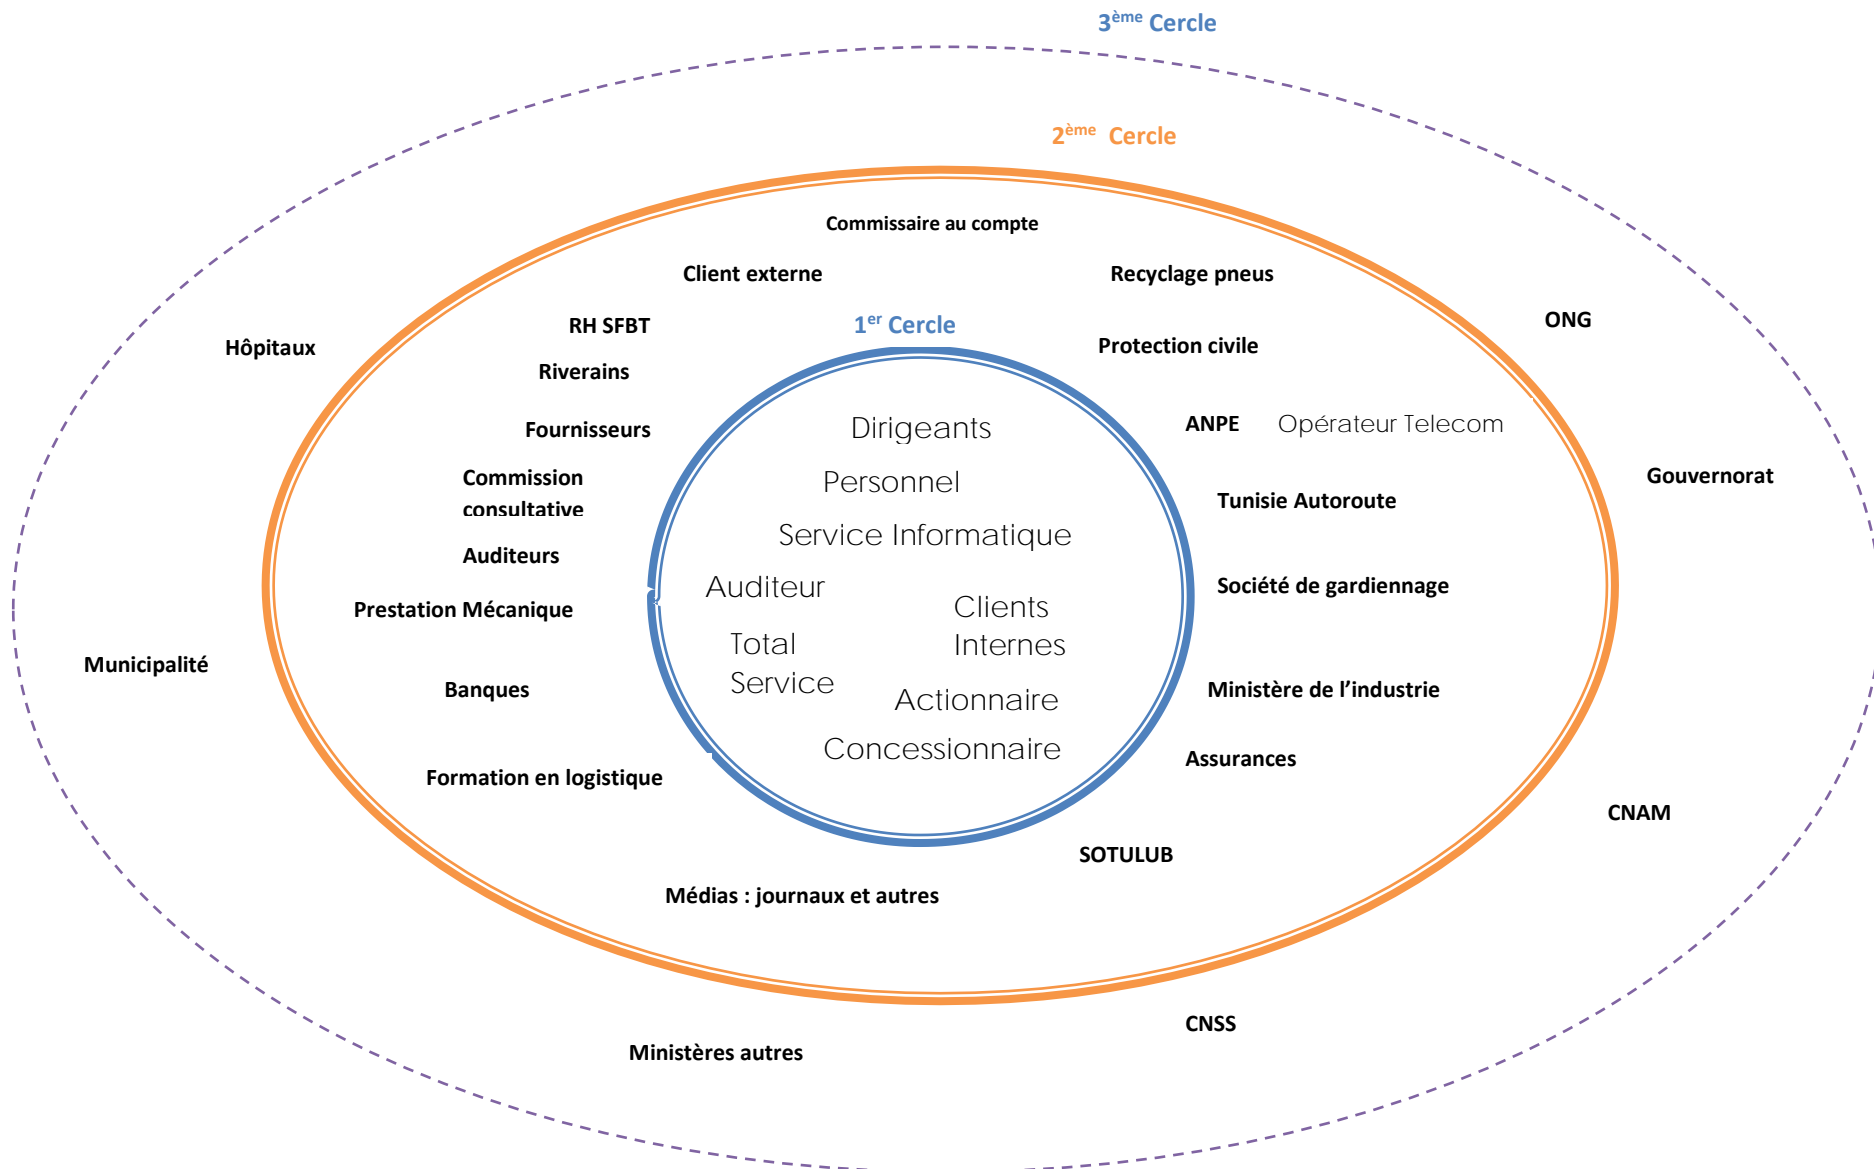 3ème Cercle
2ème Cercle
Commissaire au compte
Client externe
Recyclage pneus
ONG
RH SFBT
1er Cercle
Hôpitaux
Protection civile
Riverains
Dirigeants
ANPE
Opérateur Telecom
Fournisseurs
Commission
consultative
Personnel
Gouvernorat
Tunisie Autoroute
Service Informatique
Auditeurs
Auditeur
Société de gardiennage
Prestation Mécanique
Clients
Internes
Total
Service
Municipalité
Banques
Actionnaire
Ministère de l’industrie
Concessionnaire
Assurances
Formation en logistique
CNAM
SOTULUB
Médias : journaux et autres
CNSS
Ministères autres